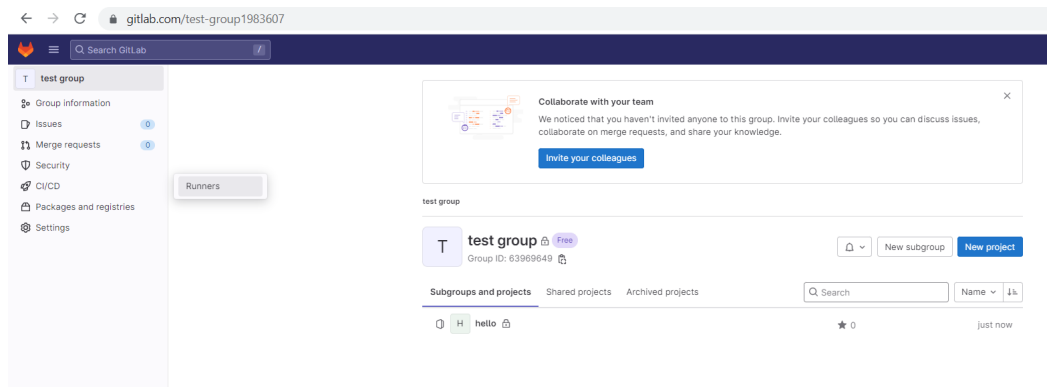 gitlab.com/test-group1983607
Search GitLab
/
T test group
Group information
Issues 0
Merge requests 0
Security
CI/CD
Packages and registries
Settings
Runners
Collaborate with your team
We noticed that you haven't invited anyone to this group. Invite your colleagues so you can discuss issues,
collaborate on merge requests, and share your knowledge.
Invite your colleagues
test group
T
test group Free
Group ID: 63969649
New subgroup
New project
Subgroups and projects Shared projects Archived projects
Search
Name
H hello
0
just now